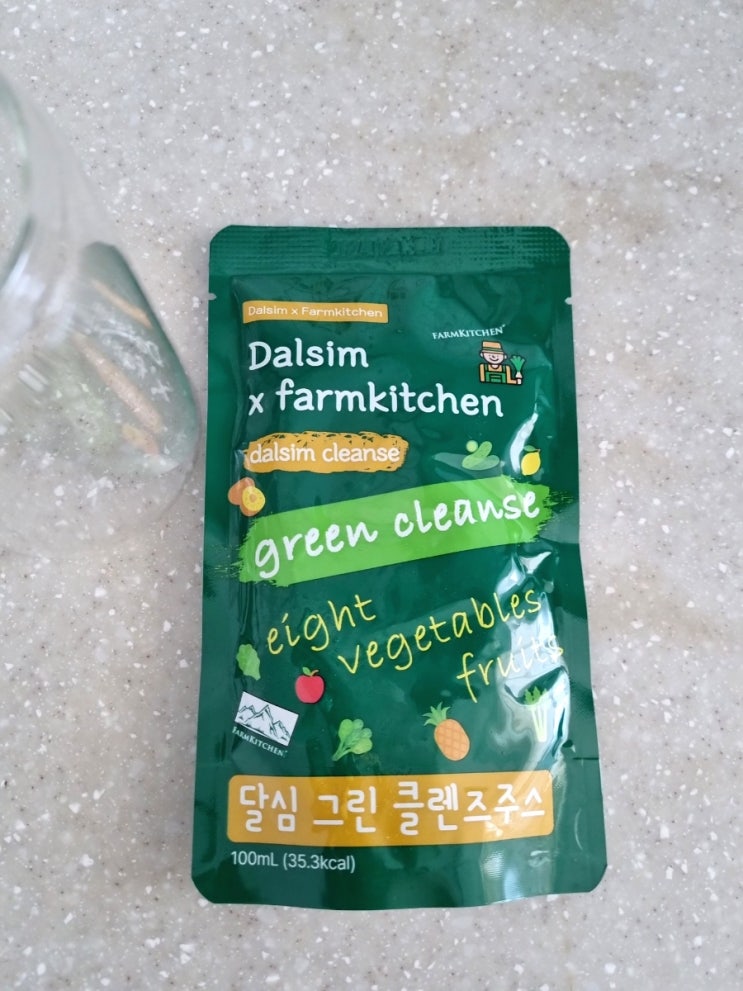 Dalsim x Farmkitchen
FARMKITCHEN
Dalsim
x farmkitchen
dalsim cleanse
green cleanse
eight
vegetables
fruits
FARMKITCHEN
달심 그린 클렌즈주스
100mL (35.3kcal)